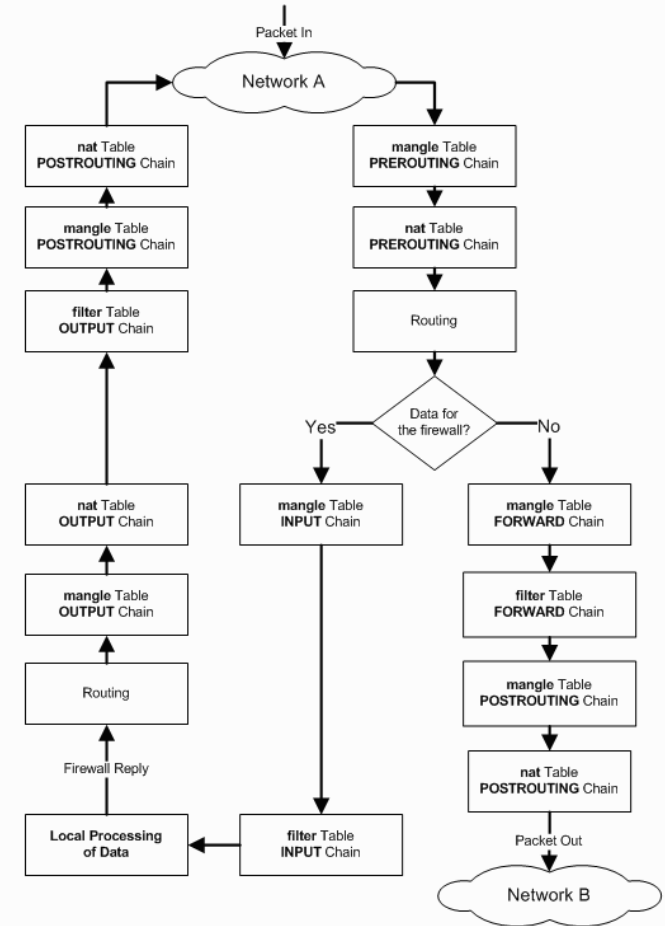 Packet In
Network A
nat Table
POSTROUTING Chain
mangle Table
POSTROUTING Chain
filter Table
OUTPUT Chain
nat Table
OUTPUT Chain
mangle Table
OUTPUT Chain
Routing
Firewall Reply
Local Processing
of Data
mangle Table
PREROUTING Chain
nat Table
PREROUTING Chain
Routing
Data for
the firewall?
Yes
No
mangle Table
INPUT Chain
filter Table
INPUT Chain
mangle Table
FORWARD Chain
filter Table
FORWARD Chain
mangle Table
POSTROUTING Chain
nat Table
POSTROUTING Chain
Packet Out
Network B